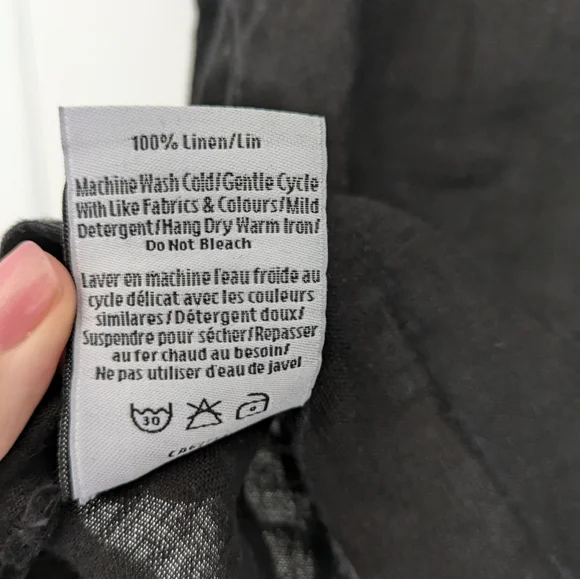 100% Linen/Lin
Machine Wash Cold/Gentle Cycle
With Like Fabrics & Colours/Mild
Detergent/Hang Dry Warm Iron/
Do Not Bleach
Laver en machine l'eau froide au
cycle délicat avec les couleurs
similaires/Détergent doux/
Suspendre pour sécher/Repasser
au fer chaud au besoin/
Ne pas utiliser d'eau de javel
30